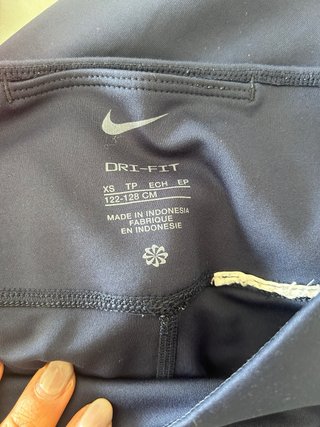 DRI-FIT
XS TP ECH EP
122-128 CM
MADE IN INDONESIA
FABRIQUE
EN INDONESIE